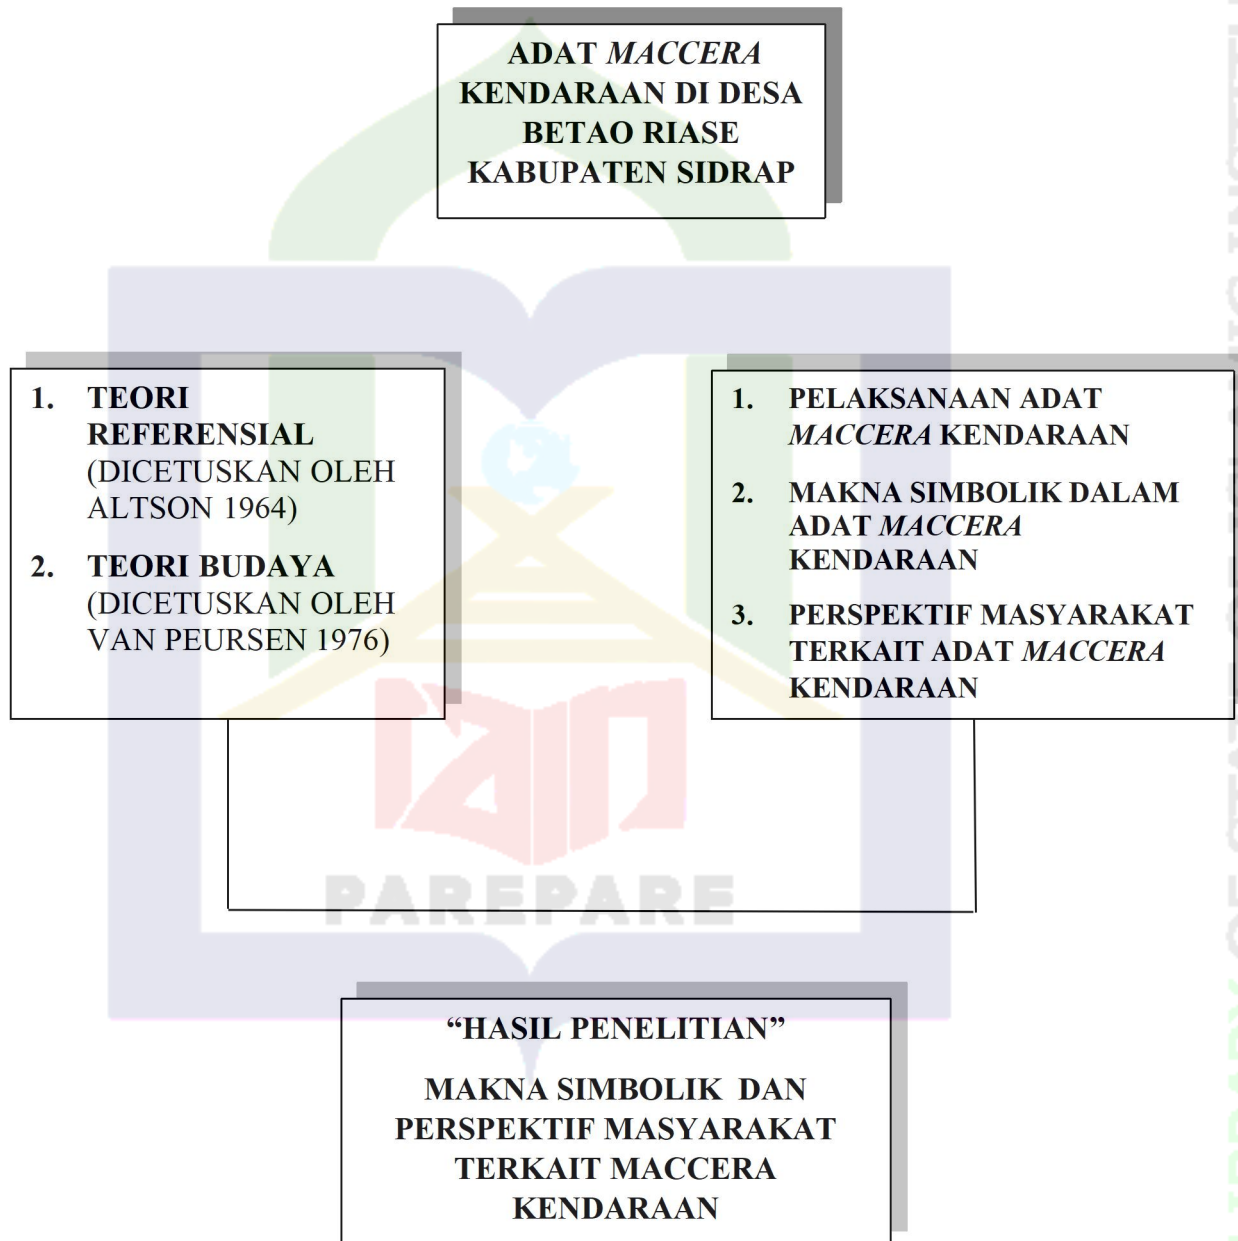 ADAT MACCERA
KENDARAAN DI DESA
BETAO RIASE
KABUPATEN SIDRAP
1. TEORI
REFERENSIAL
(DICETUSKAN OLEH
ALTSON 1964)
2. TEORI BUDAYA
(DICETUSKAN OLEH
VAN PEURSEN 1976)
1. PELAKSANAAN ADAT
MACCERA KENDARAAN
2. MAKNA SIMBOLIK DALAM
ADAT MACCERA
KENDARAAN
3. PERSPEKTIF MASYARAKAT
TERKAIT ADAT MACCERA
KENDARAAN
PAREPARE
“HASIL PENELITIAN”
MAKNA SIMBOLIK DAN
PERSPEKTIF MASYARAKAT
TERKAIT MACCERA
KENDARAAN